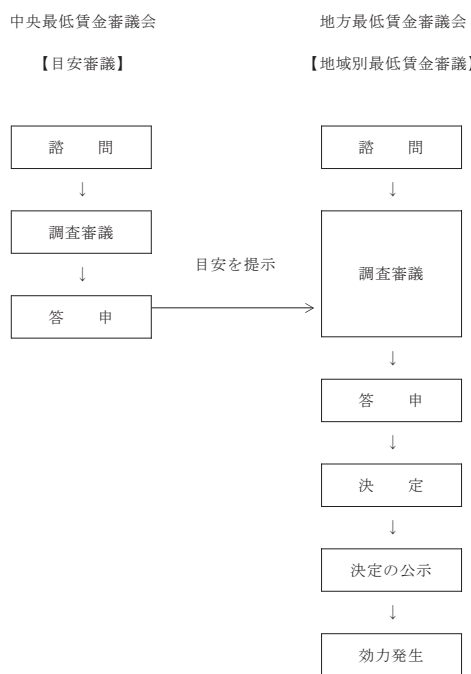 中央最低賃金審議会
【目安審議】
諮　問
↓
調査審議
↓
答　申
目安を提示
地方最低賃金審議会
【地域別最低賃金審議】
諮　問
↓
調査審議
↓
答　申
↓
決　定
↓
決定の公示
↓
効力発生